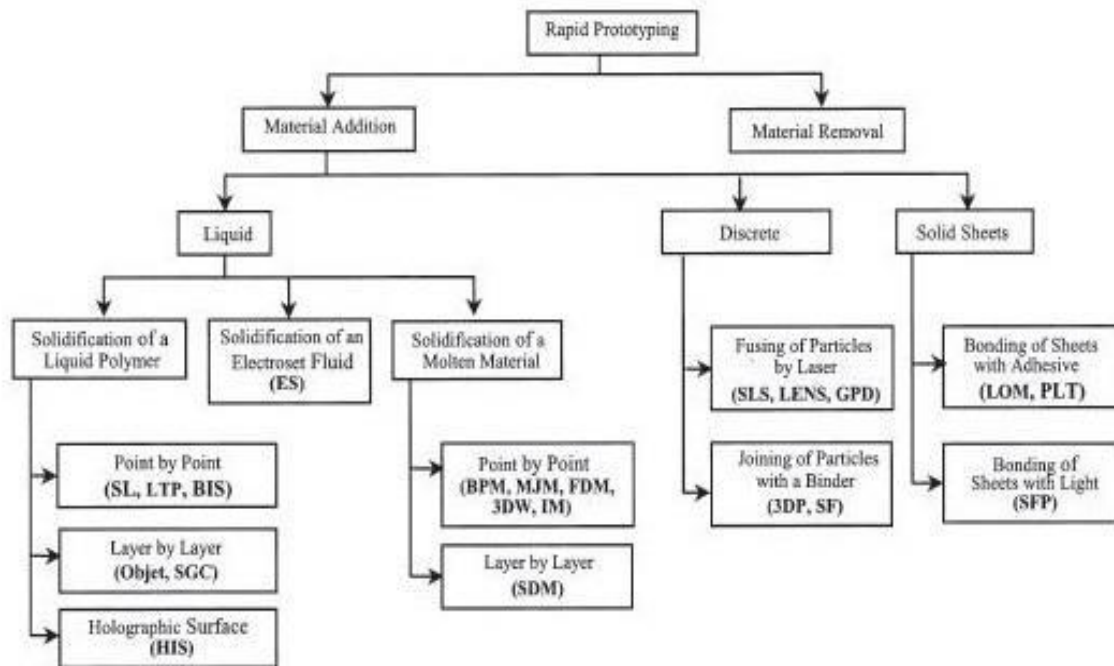 Rapid Prototyping
Material Addition
Material Removal
Liquid
Discrete
Solid Sheets
Solidification of a
Liquid Polymer
Solidification of an
Electroset Fluid
(ES)
Solidification of a
Molten Material
Fusing of Particles
by Laser
(SLS, LENS, GPD)
Bonding of Sheets
with Adhesive
(LOM, PLT)
Point by Point
(SL, LTP, BIS)
Point by Point
(BPM, MJM, FDM,
3DW, IM)
Joining of Particles
with a Binder
(3DP, SF)
Bonding of
Sheets with Light
(SFP)
Layer by Layer
(Objet, SGC)
Layer by Layer
(SDM)
Holographic Surface
(HIS)